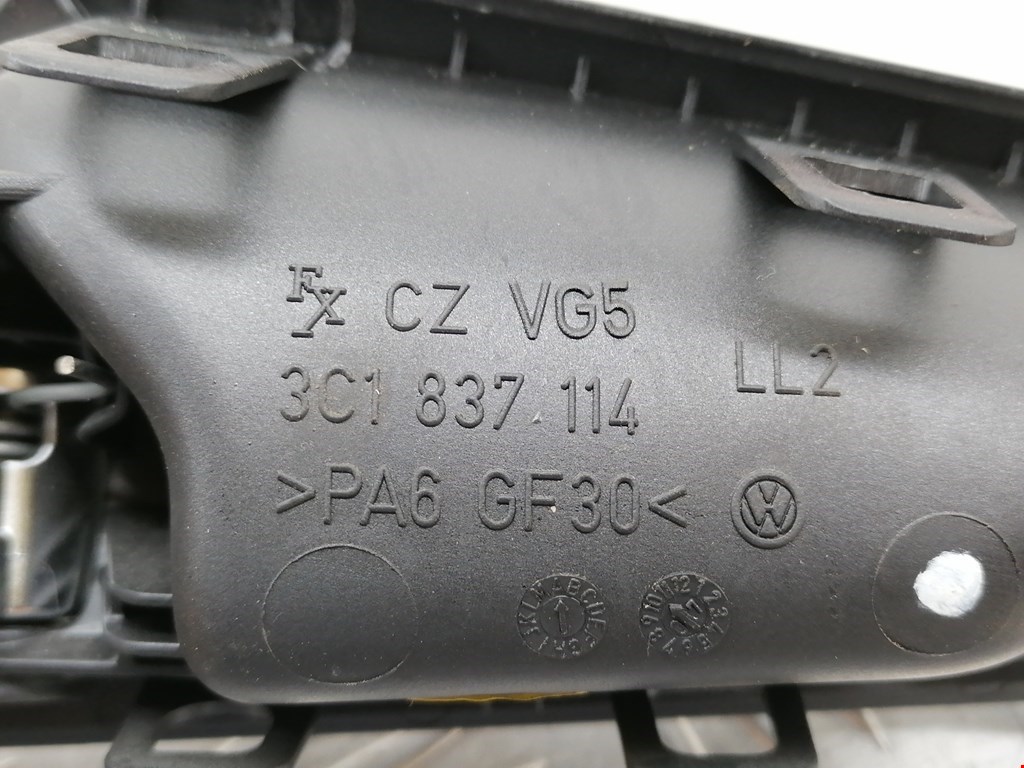 FX CZ VG5
3C1 837 114
LL2
>PA6 GF30<